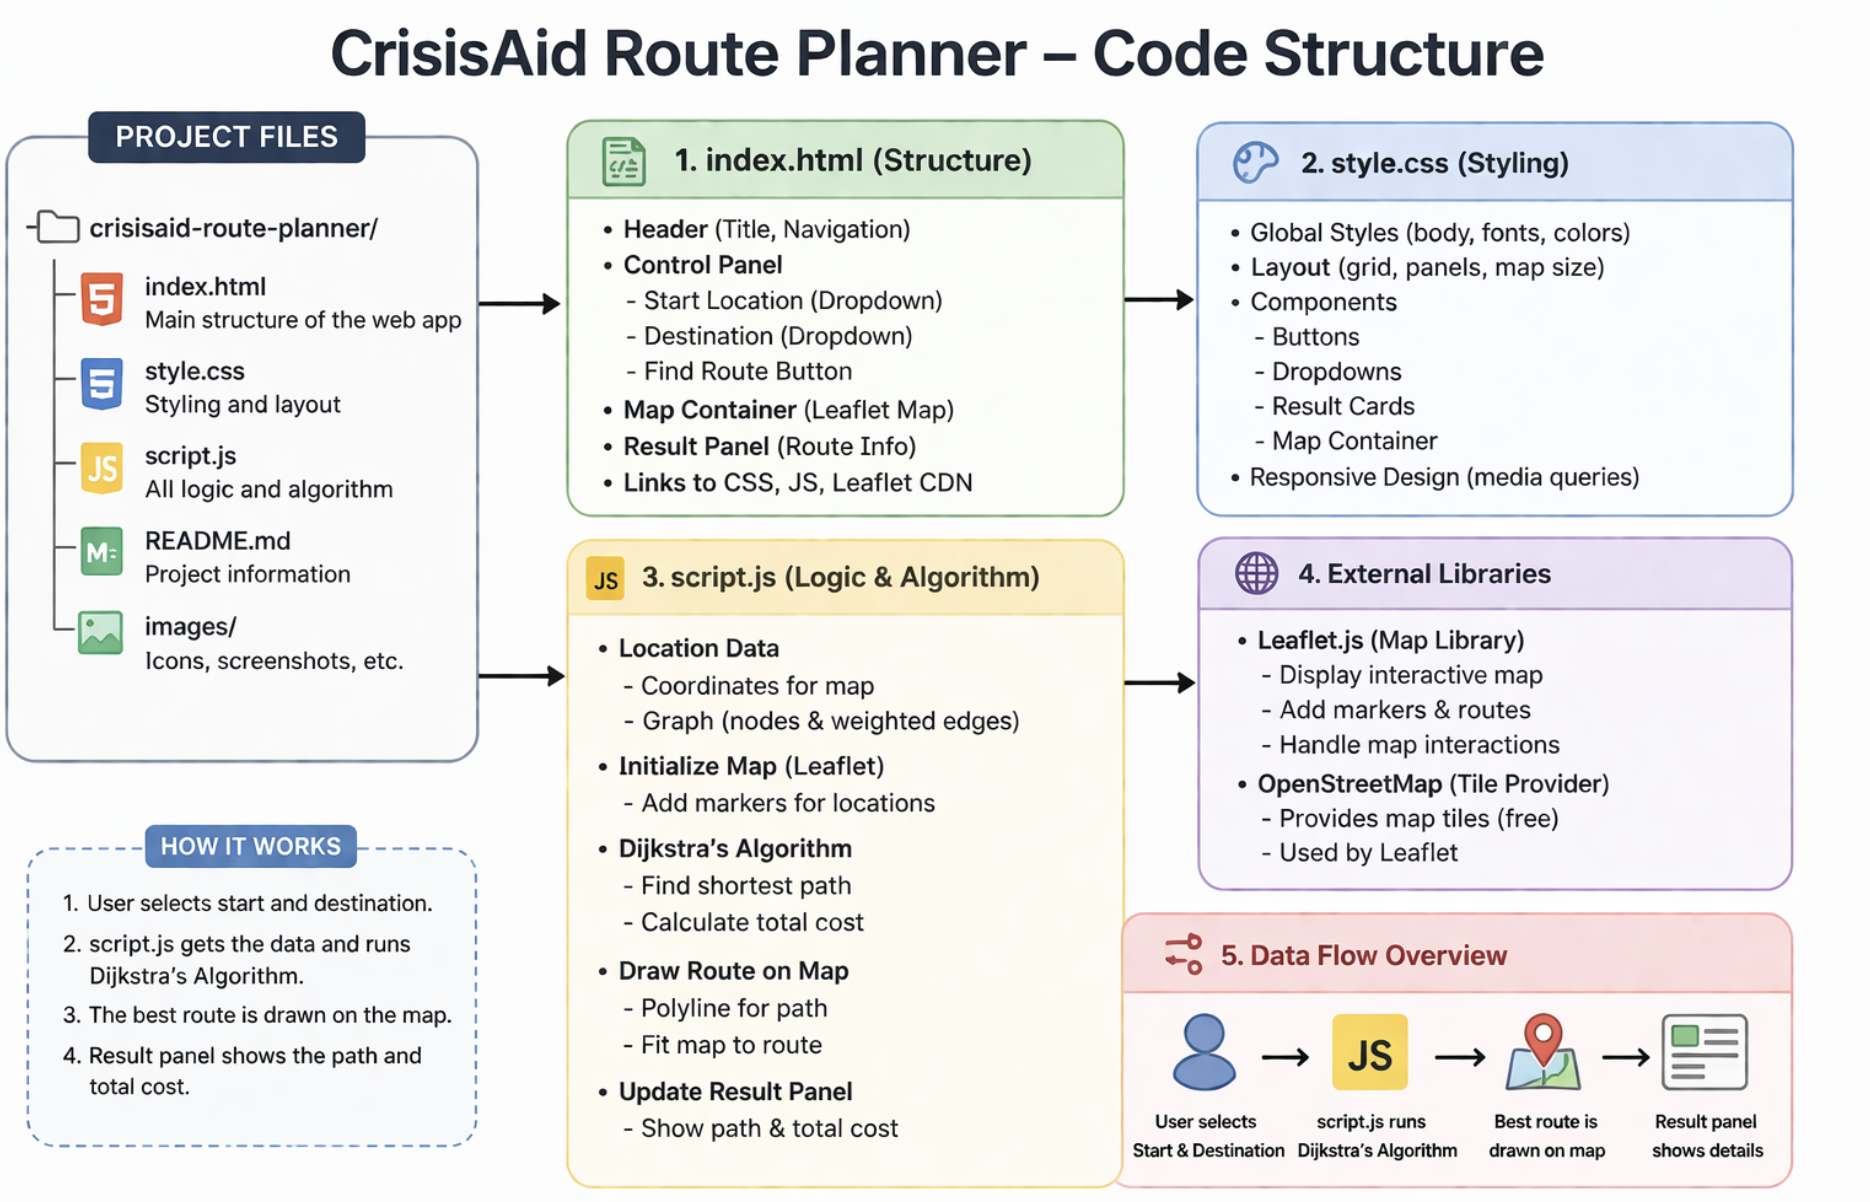 CrisisAid Route Planner – Code Structure
PROJECT FILES
crisisaid-route-planner/
index.html
Main structure of the web app
style.css
Styling and layout
JS
script.js
All logic and algorithm
M
README.md
Project information
images/
Icons, screenshots, etc.
HOW IT WORKS
1. User selects start and destination.
2. script.js gets the data and runs
Dijkstra's Algorithm.
3. The best route is drawn on the map.
4. Result panel shows the path and
total cost.
</> 1. index.html (Structure)
• Header (Title, Navigation)
• Control Panel
- Start Location (Dropdown)
- Destination (Dropdown)
- Find Route Button
• Map Container (Leaflet Map)
• Result Panel (Route Info)
• Links to CSS, JS, Leaflet CDN
2. style.css (Styling)
• Global Styles (body, fonts, colors)
• Layout (grid, panels, map size)
• Components
- Buttons
- Dropdowns
- Result Cards
- Map Container
• Responsive Design (media queries)
JS 3. script.js (Logic & Algorithm)
• Location Data
- Coordinates for map
- Graph (nodes & weighted edges)
• Initialize Map (Leaflet)
- Add markers for locations
• Dijkstra's Algorithm
- Find shortest path
- Calculate total cost
• Draw Route on Map
- Polyline for path
- Fit map to route
• Update Result Panel
- Show path & total cost
4. External Libraries
• Leaflet.js (Map Library)
- Display interactive map
- Add markers & routes
- Handle map interactions
• OpenStreetMap (Tile Provider)
- Provides map tiles (free)
- Used by Leaflet
5. Data Flow Overview
User selects
Start & Destination
JS
script.js runs
Dijkstra's Algorithm
Best route is
drawn on map
Result panel
shows details